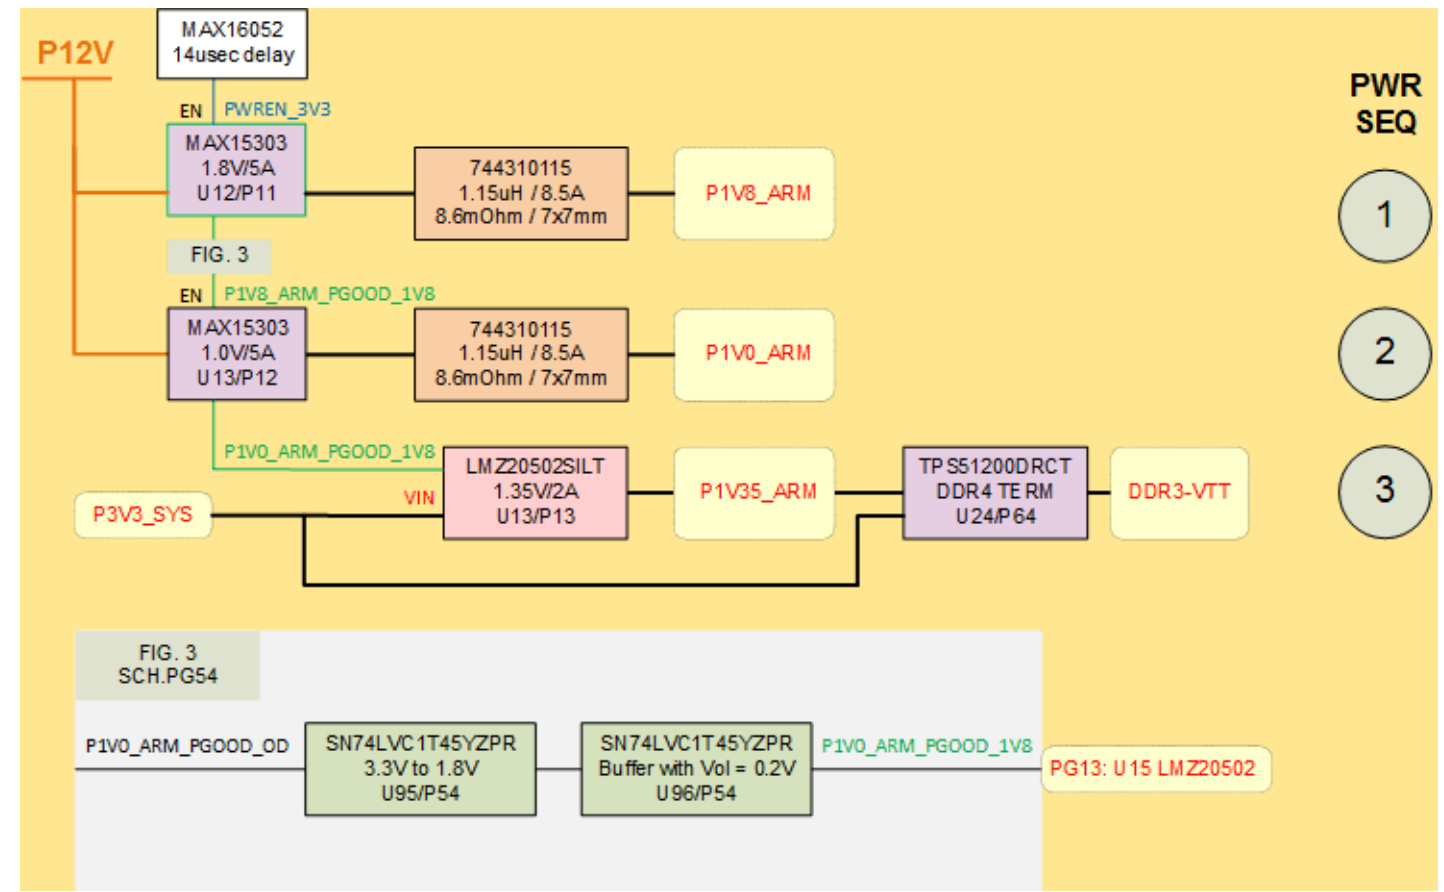 P12V
MAX16052
14usec delay
PWR
SEQ
EN
PWREN_3V3
MAX15303
1.8V/5A
U12/P11
744310115
1.15uH / 8.5A
8.6mOhm / 7x7mm
P1V8_ARM
1
FIG. 3
EN
P1V8_ARM_PGOOD_1V8
MAX15303
1.0V/5A
U13/P12
744310115
1.15uH / 8.5A
8.6mOhm / 7x7mm
P1V0_ARM
2
P1V0_ARM_PGOOD_1V8
P3V3_SYS
VIN
LMZ20502SILT
1.35V/2A
U13/P13
P1V35_ARM
TPS51200DRCT
DDR4 TERM
U24/P64
DDR3-VTT
3
FIG. 3
SCH.PG54
P1V0_ARM_PGOOD_OD
SN74LVC1T45YZPR
3.3V to 1.8V
U95/P54
SN74LVC1T45YZPR
Buffer with Vol = 0.2V
U96/P54
P1V0_ARM_PGOOD_1V8
PG13: U15 LMZ20502